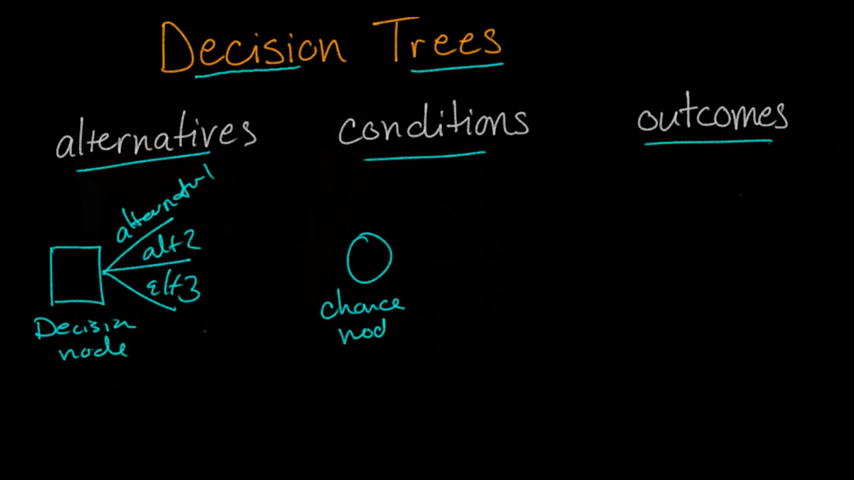 Decision Trees
alternatives
conditions
outcomes
alt2
alt3
Decision
node
chance
nod